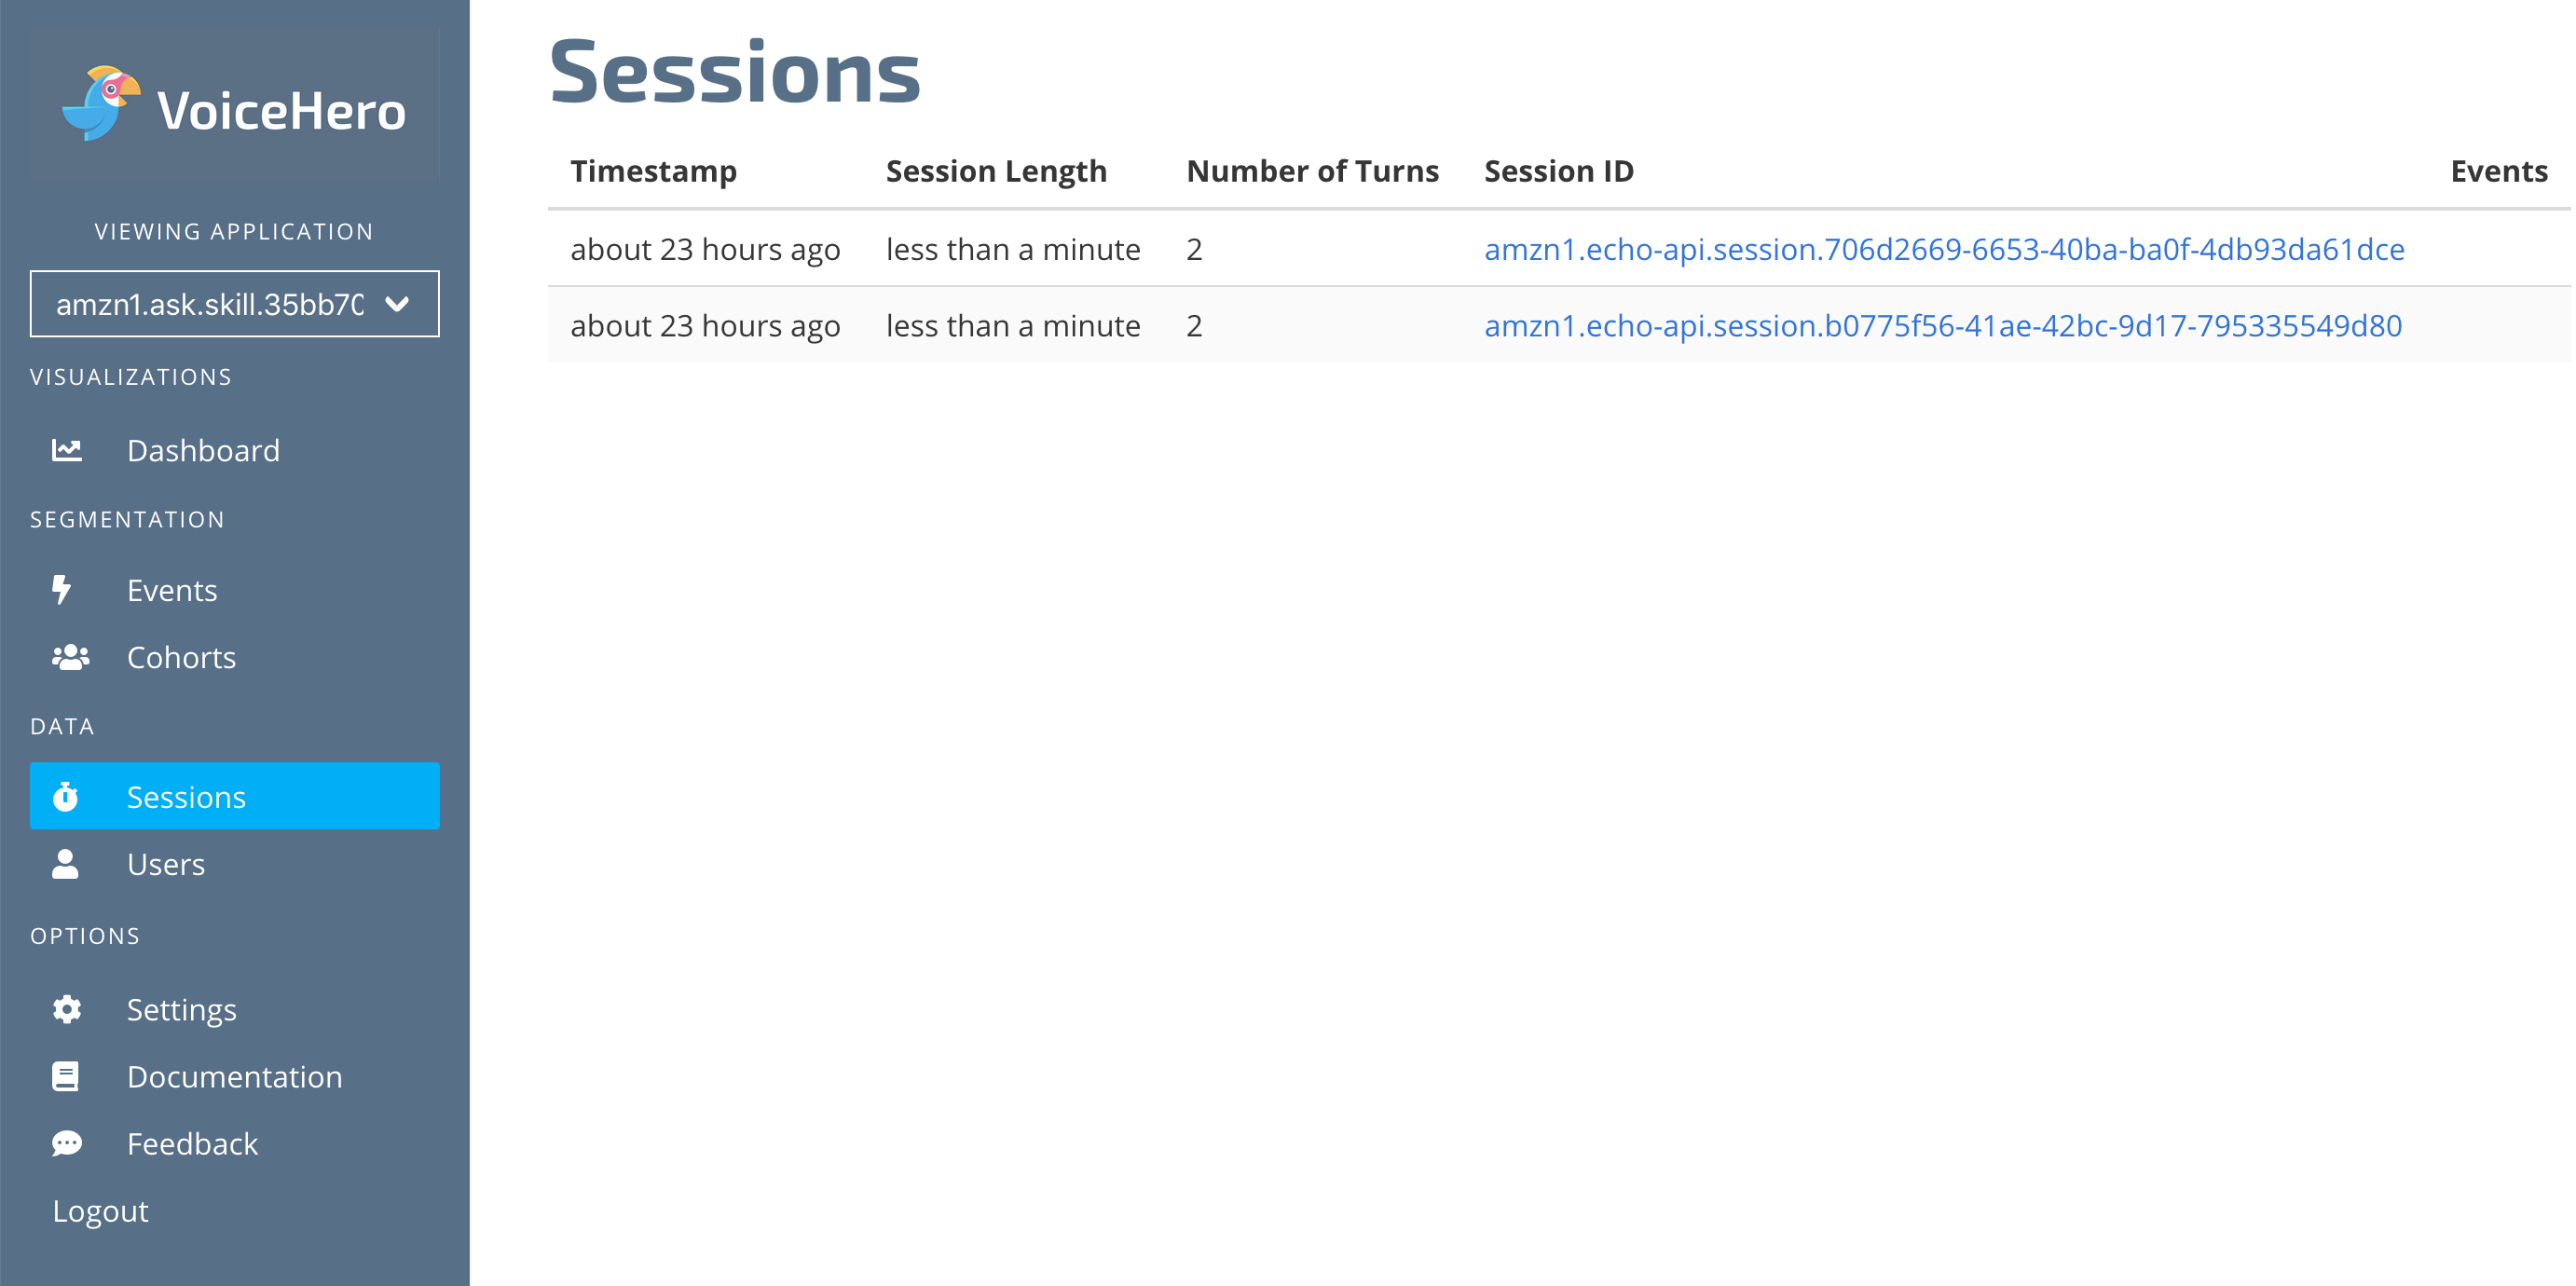 VoiceHero
VIEWING APPLICATION
amzn1.ask.skill.35bb70
VISUALIZATIONS
Dashboard
SEGMENTATION
Events
Cohorts
DATA
Sessions
Users
OPTIONS
Settings
Documentation
Feedback
Logout
Sessions
Timestamp Session Length Number of Turns Session ID Events
about 23 hours ago less than a minute 2 amzn1.echo-api.session.706d2669-6653-40ba-ba0f-4db93da61dce
about 23 hours ago less than a minute 2 amzn1.echo-api.session.b0775f56-41ae-42bc-9d17-795335549d80